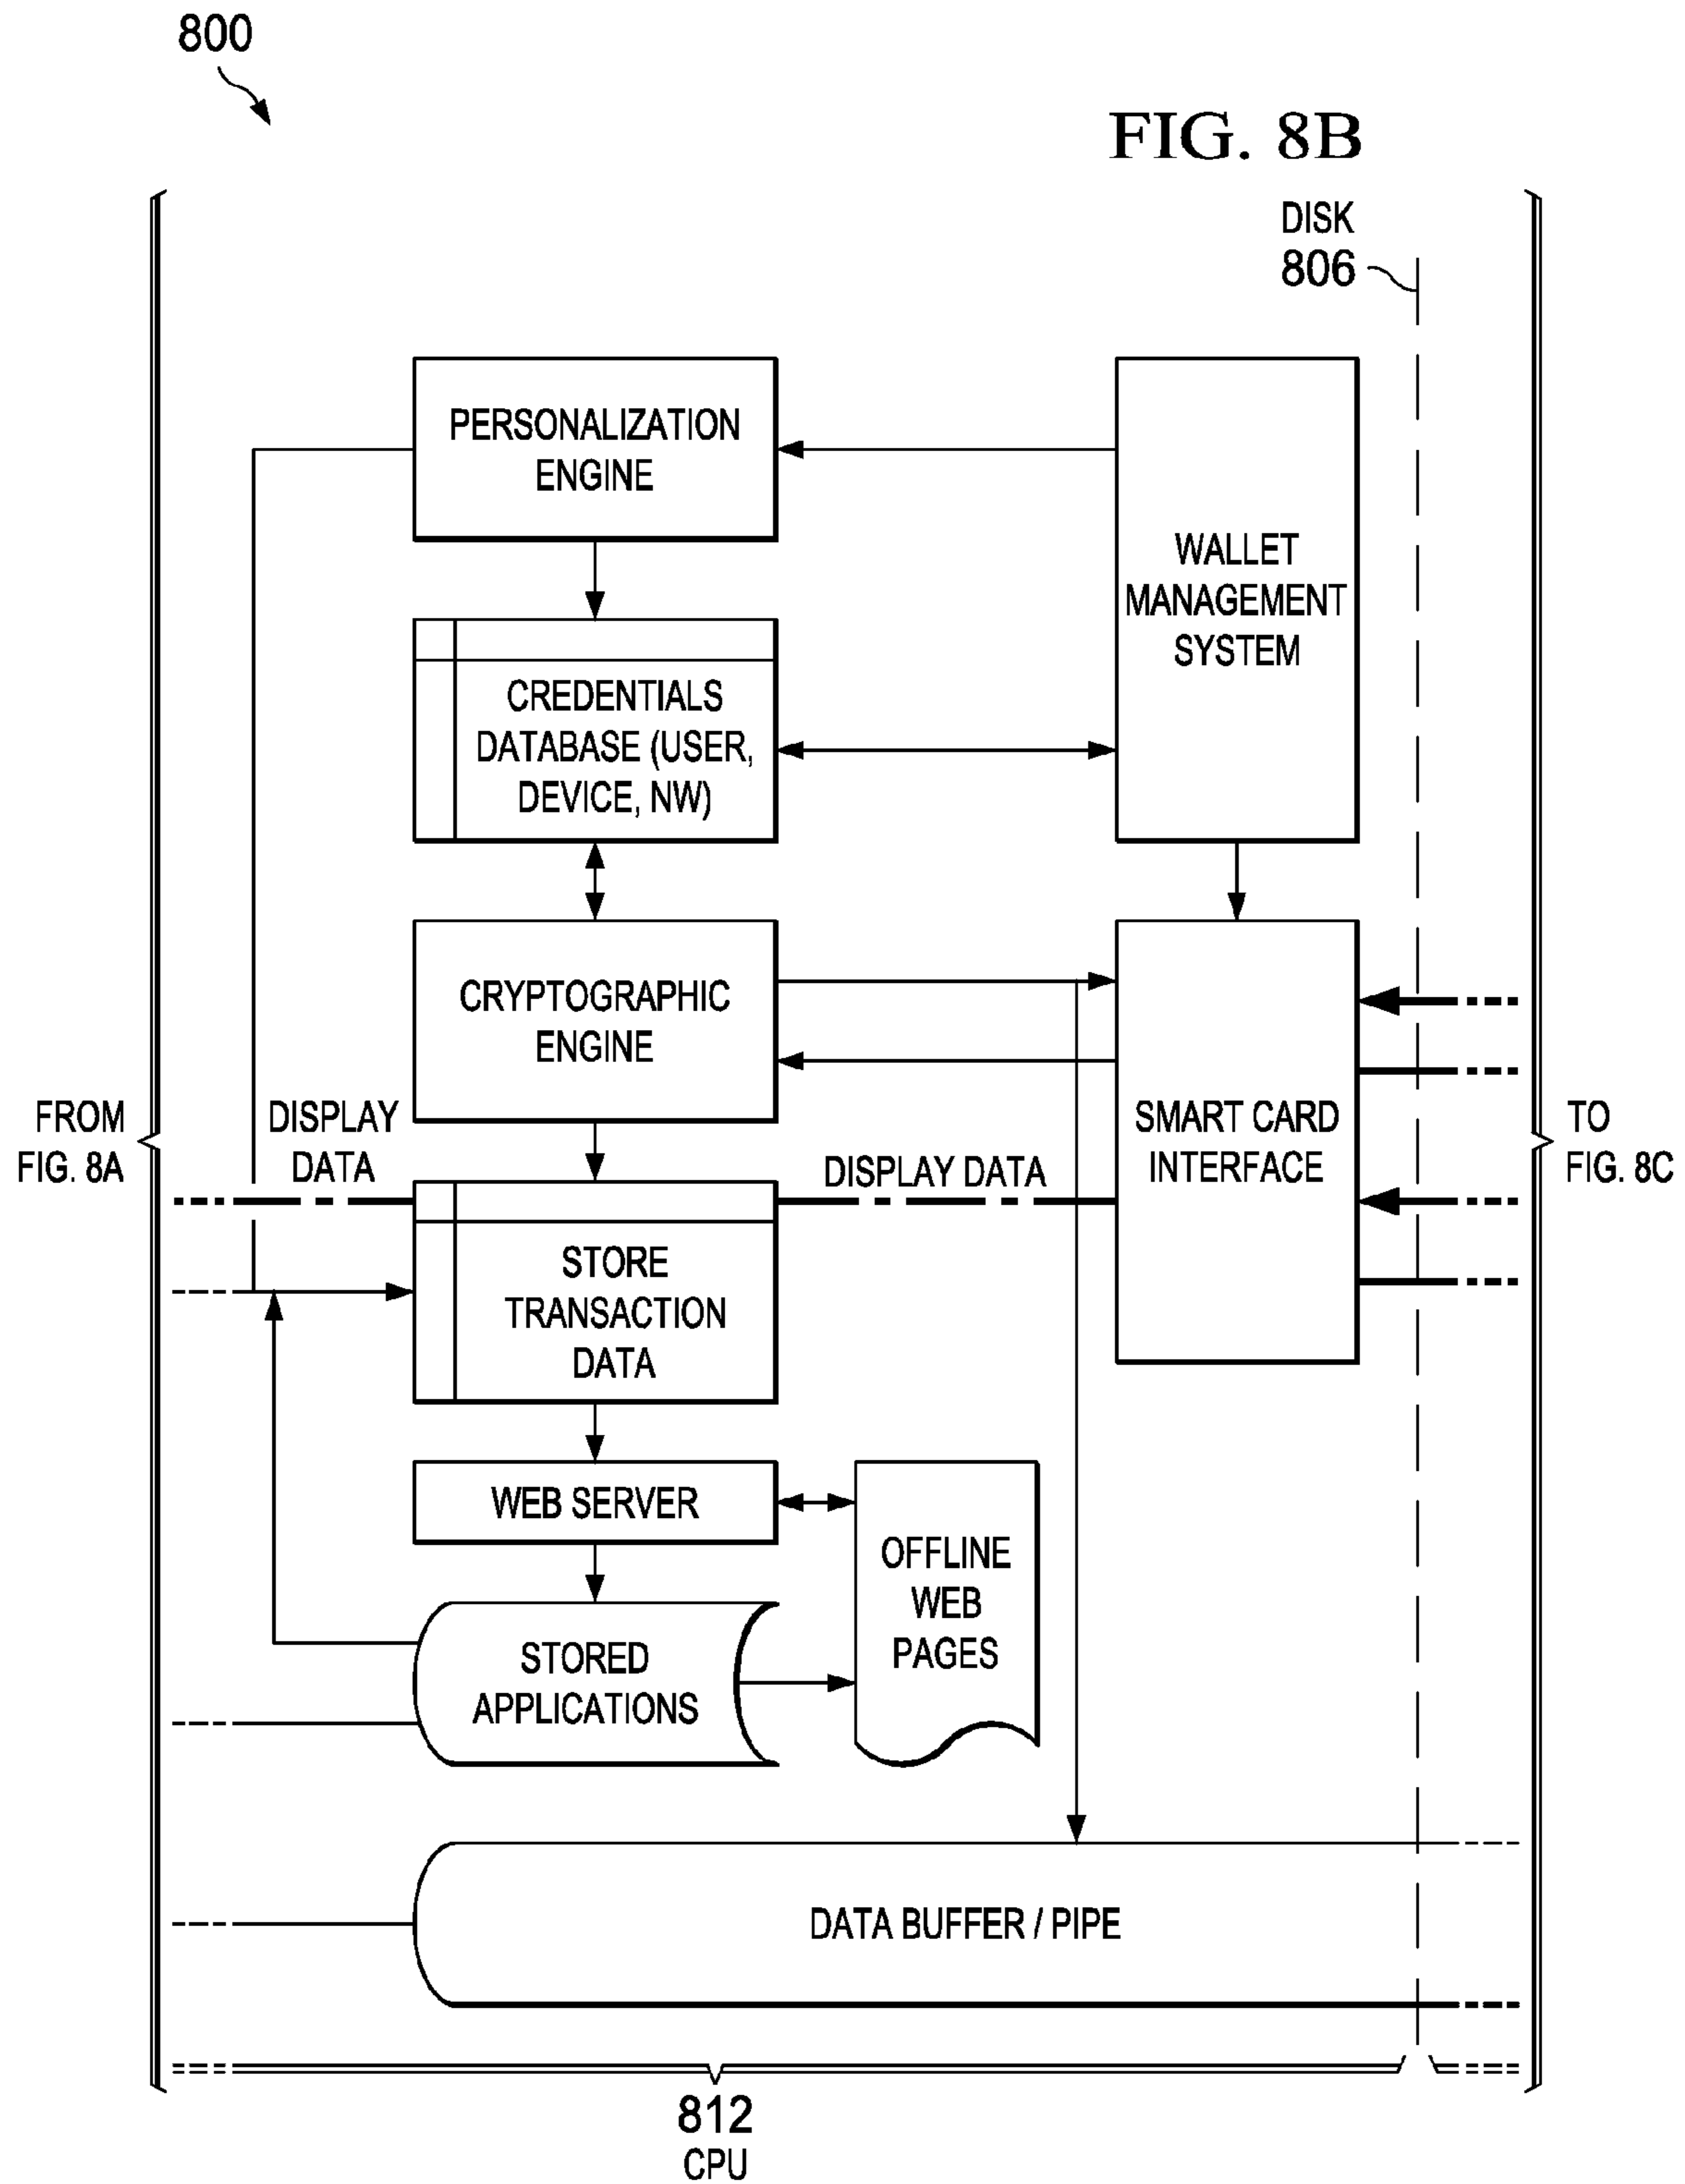 800
FIG. 8B
DISK
806
PERSONALIZATION
ENGINE
WALLET
MANAGEMENT
SYSTEM
CREDENTIALS
DATABASE (USER,
DEVICE, NW)
CRYPTOGRAPHIC
ENGINE
SMART CARD
INTERFACE
FROM
FIG. 8A
DISPLAY
DATA
DISPLAY DATA
TO
FIG. 8C
STORE
TRANSACTION
DATA
WEB SERVER
OFFLINE
WEB
PAGES
STORED
APPLICATIONS
DATA BUFFER / PIPE
812
CPU